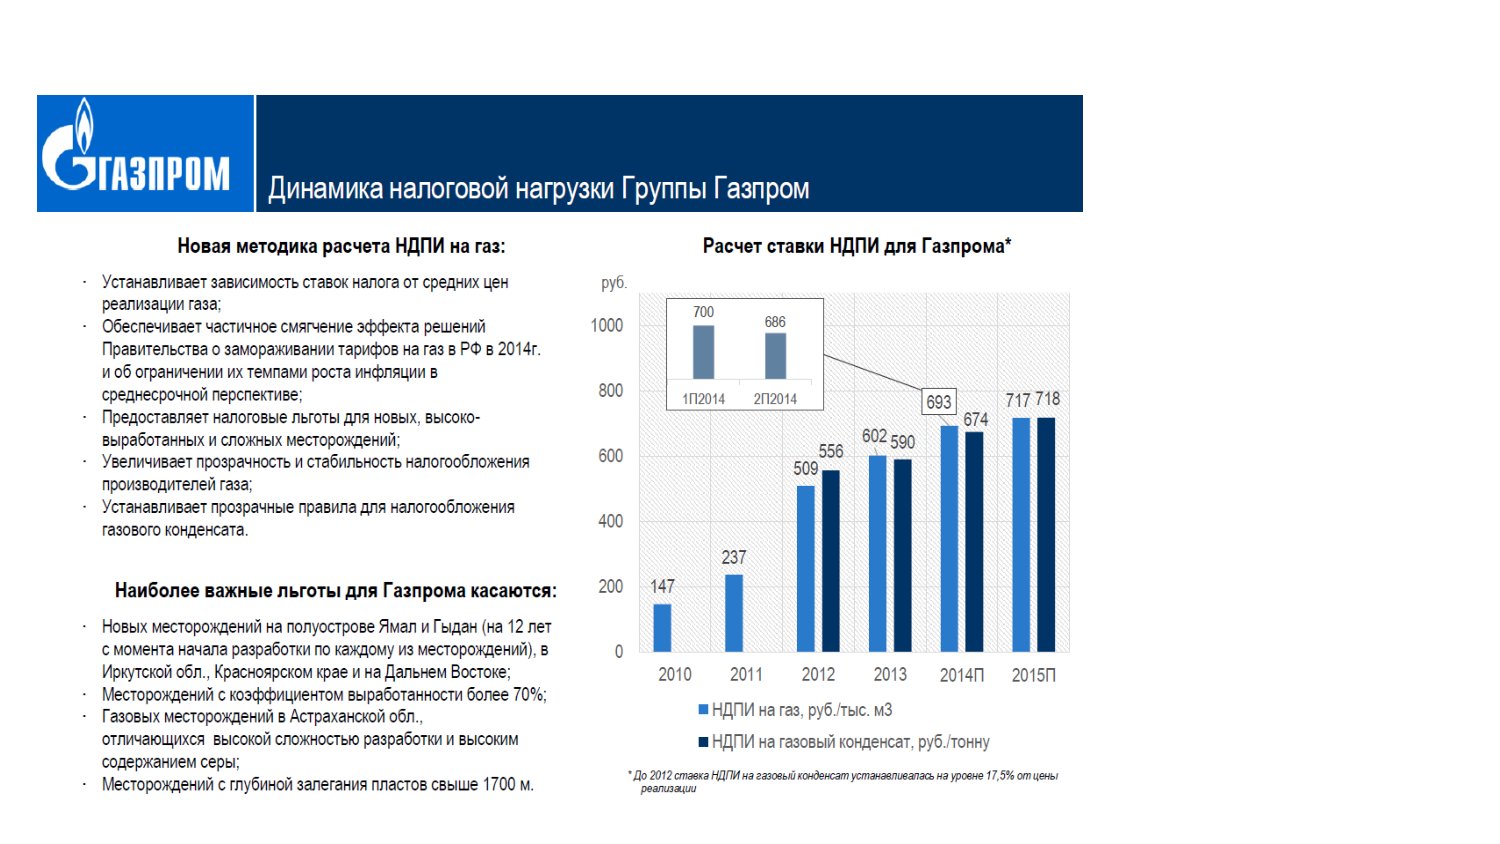 ГАЗПРОМ
Динамика налоговой нагрузки Группы Газпром
Новая методика расчета НДПИ на газ:
· Устанавливает зависимость ставок налога от средних цен
реализации газа;
· Обеспечивает частичное смягчение эффекта решений
Правительства о замораживании тарифов на газ в РФ в 2014г.
и об ограничении их темпами роста инфляции в
среднесрочной перспективе;
· Предоставляет налоговые льготы для новых, высоко-
выработанных и сложных месторождений;
· Увеличивает прозрачность и стабильность налогообложения
производителей газа;
· Устанавливает прозрачные правила для налогообложения
газового конденсата.
Наиболее важные льготы для Газпрома касаются:
· Новых месторождений на полуострове Ямал и Гыдан (на 12 лет
с момента начала разработки по каждому из месторождений), в
Иркутской обл., Красноярском крае и на Дальнем Востоке;
· Месторождений с коэффициентом выработанности более 70%;
· Газовых месторождений в Астраханской обл.,
отличающихся высокой сложностью разработки и высоким
содержанием серы;
· Месторождений с глубиной залегания пластов свыше 1700 м.
Расчет ставки НДПИ для Газпрома*
руб.
1000
800
600
400
200
0
700
686
1П2014
2П2014
147
237
509
556
602
590
693
674
717
718
2010
2011
2012
2013
2014П
2015П
НДПИ на газ, руб./тыс. м3
НДПИ на газовый конденсат, руб./тонну
* До 2012 ставка НДПИ на газовый конденсат устанавливалась на уровне 17,5% от цены
реализации